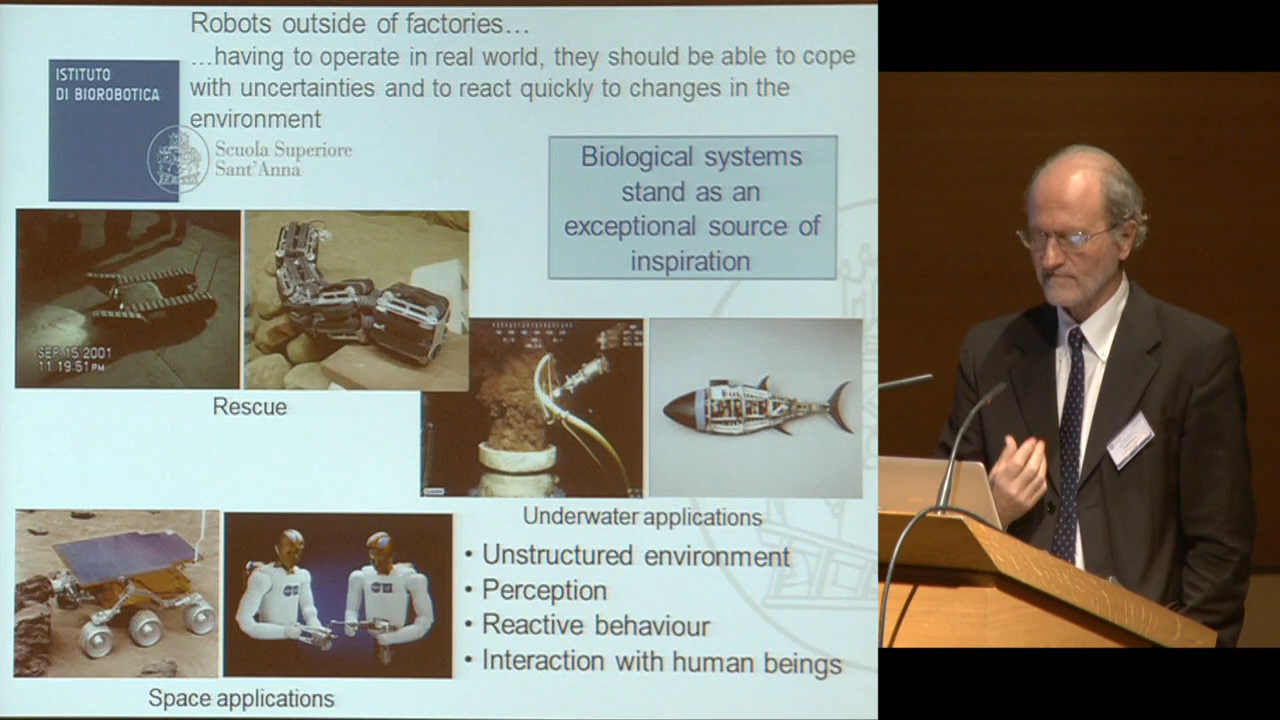 Robots outside of factories…
…having to operate in real world, they should be able to cope
with uncertainties and to react quickly to changes in the
environment
ISTITUTO
DI BIOROBOTICA
Scuola Superiore
Sant'Anna
Biological systems
stand as an
exceptional source of
inspiration
SEP.15.2001
11:19:51PM
Rescue
Underwater applications
• Unstructured environment
• Perception
• Reactive behaviour
• Interaction with human beings
Space applications